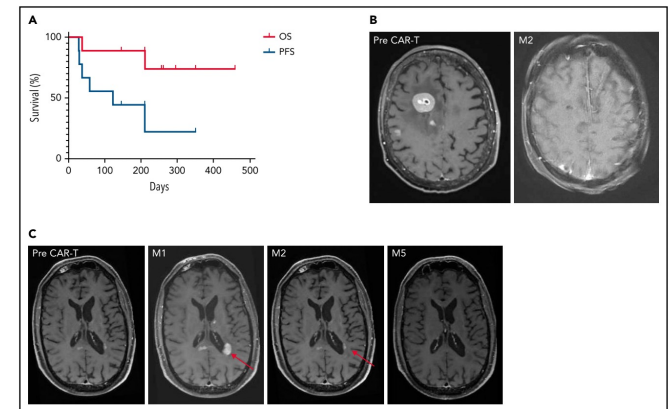 A
Survival (%)
100
50
0
0 100 200 300 400 500
Days
OS
PFS
B
Pre CAR-T
M2
C
Pre CAR-T
M1
M2
M5